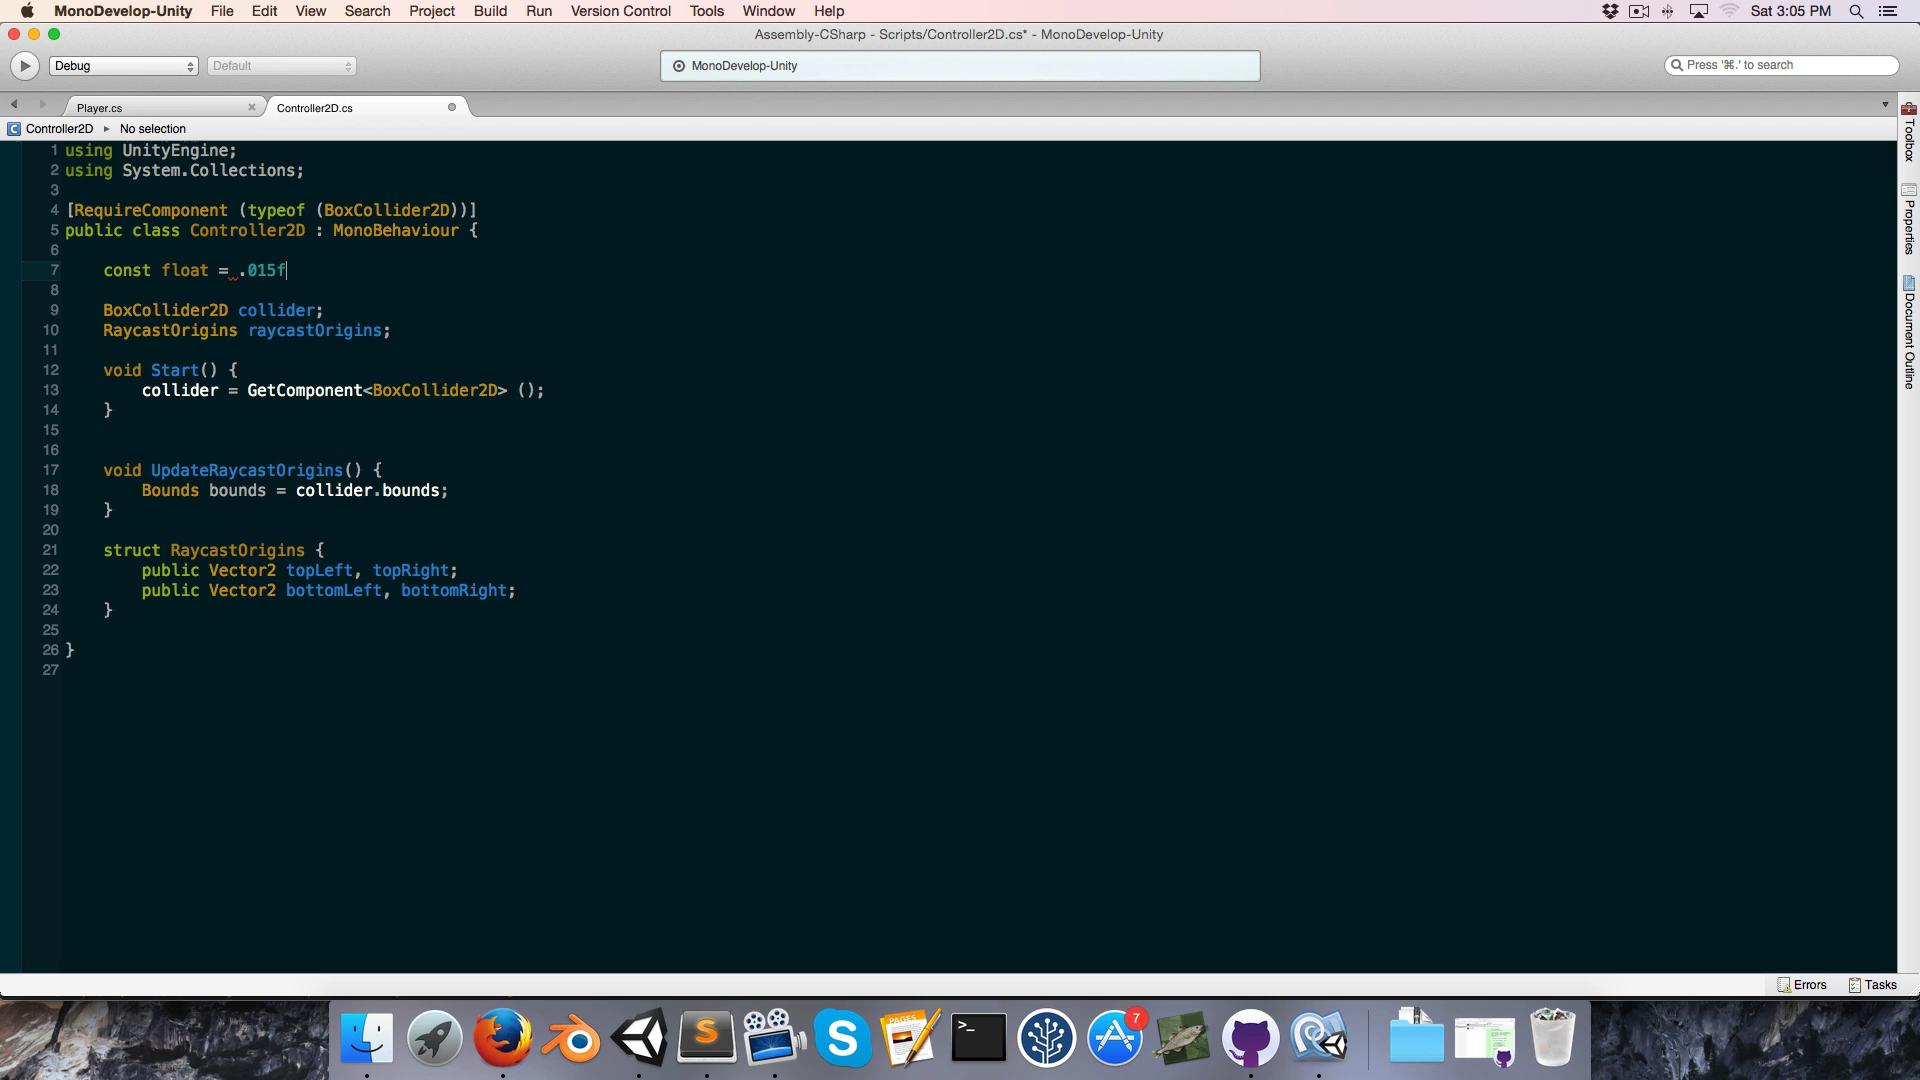 MonoDevelop-Unity File Edit View Search Project Build Run Version Control Tools Window Help Sat 3:05 PM
Assembly-CSharp - Scripts/Controller2D.cs* - MonoDevelop-Unity
Debug Default MonoDevelop-Unity Press '⌘.' to search
Player.cs Controller2D.cs
Controller2D No selection
1 using UnityEngine;
2 using System.Collections;
3
4 [RequireComponent (typeof (BoxCollider2D))]
5 public class Controller2D : MonoBehaviour {
6
7 const float = .015f
8
9 BoxCollider2D collider;
10 RaycastOrigins raycastOrigins;
11
12 void Start() {
13 collider = GetComponent<BoxCollider2D> ();
14 }
15
16
17 void UpdateRaycastOrigins() {
18 Bounds bounds = collider.bounds;
19 }
20
21 struct RaycastOrigins {
22 public Vector2 topLeft, topRight;
23 public Vector2 bottomLeft, bottomRight;
24 }
25
26 }
27
Toolbox
Properties
Document Outline
Errors Tasks
PAGES
7